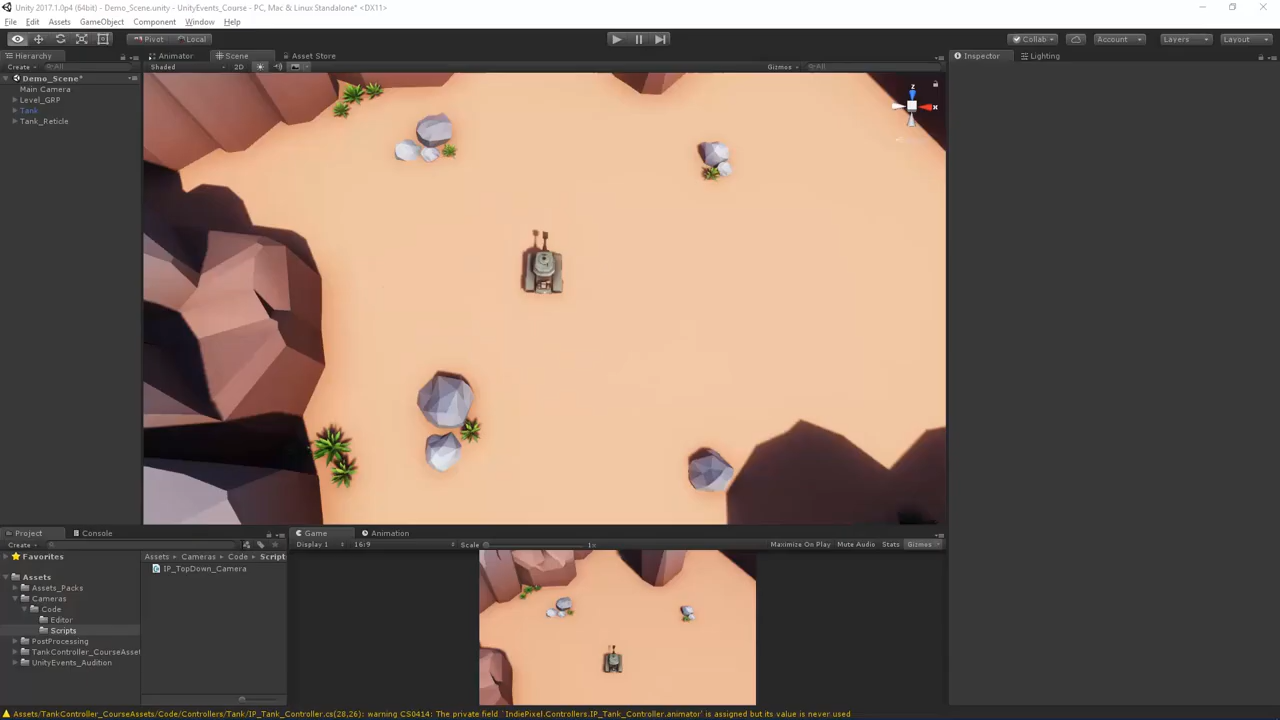 Unity 2017.1.0p4 (64bit) - Demo_Scene.unity - UnityEvents_Course - PC, Mac & Linux Standalone* <DX11>
File Edit Assets GameObject Component Window Help
Pivot Local Collab Account Layers Layout
Hierarchy Animator Scene Asset Store Inspector Lighting
Create All Shaded 2D Gizmos All
Demo_Scene*
Main Camera
Level_GRP
Tank
Tank_Reticle
z
x
Project Console Game Animation
Create Display 1 16:9 Scale 1x Maximize On Play Mute Audio Stats Gizmos
Favorites
Assets Cameras Code Scripts
IP_TopDown_Camera
Assets
Assets_Packs
Cameras
Code
Editor
Scripts
PostProcessing
TankController_CourseAsset
UnityEvents_Audition
Assets/TankController_CourseAssets/Code/Controllers/Tank/IP_Tank_Controller.cs(28,26): warning CS0414: The private field `IndiePixel.Controllers.IP_Tank_Controller.animator' is assigned but its value is never used